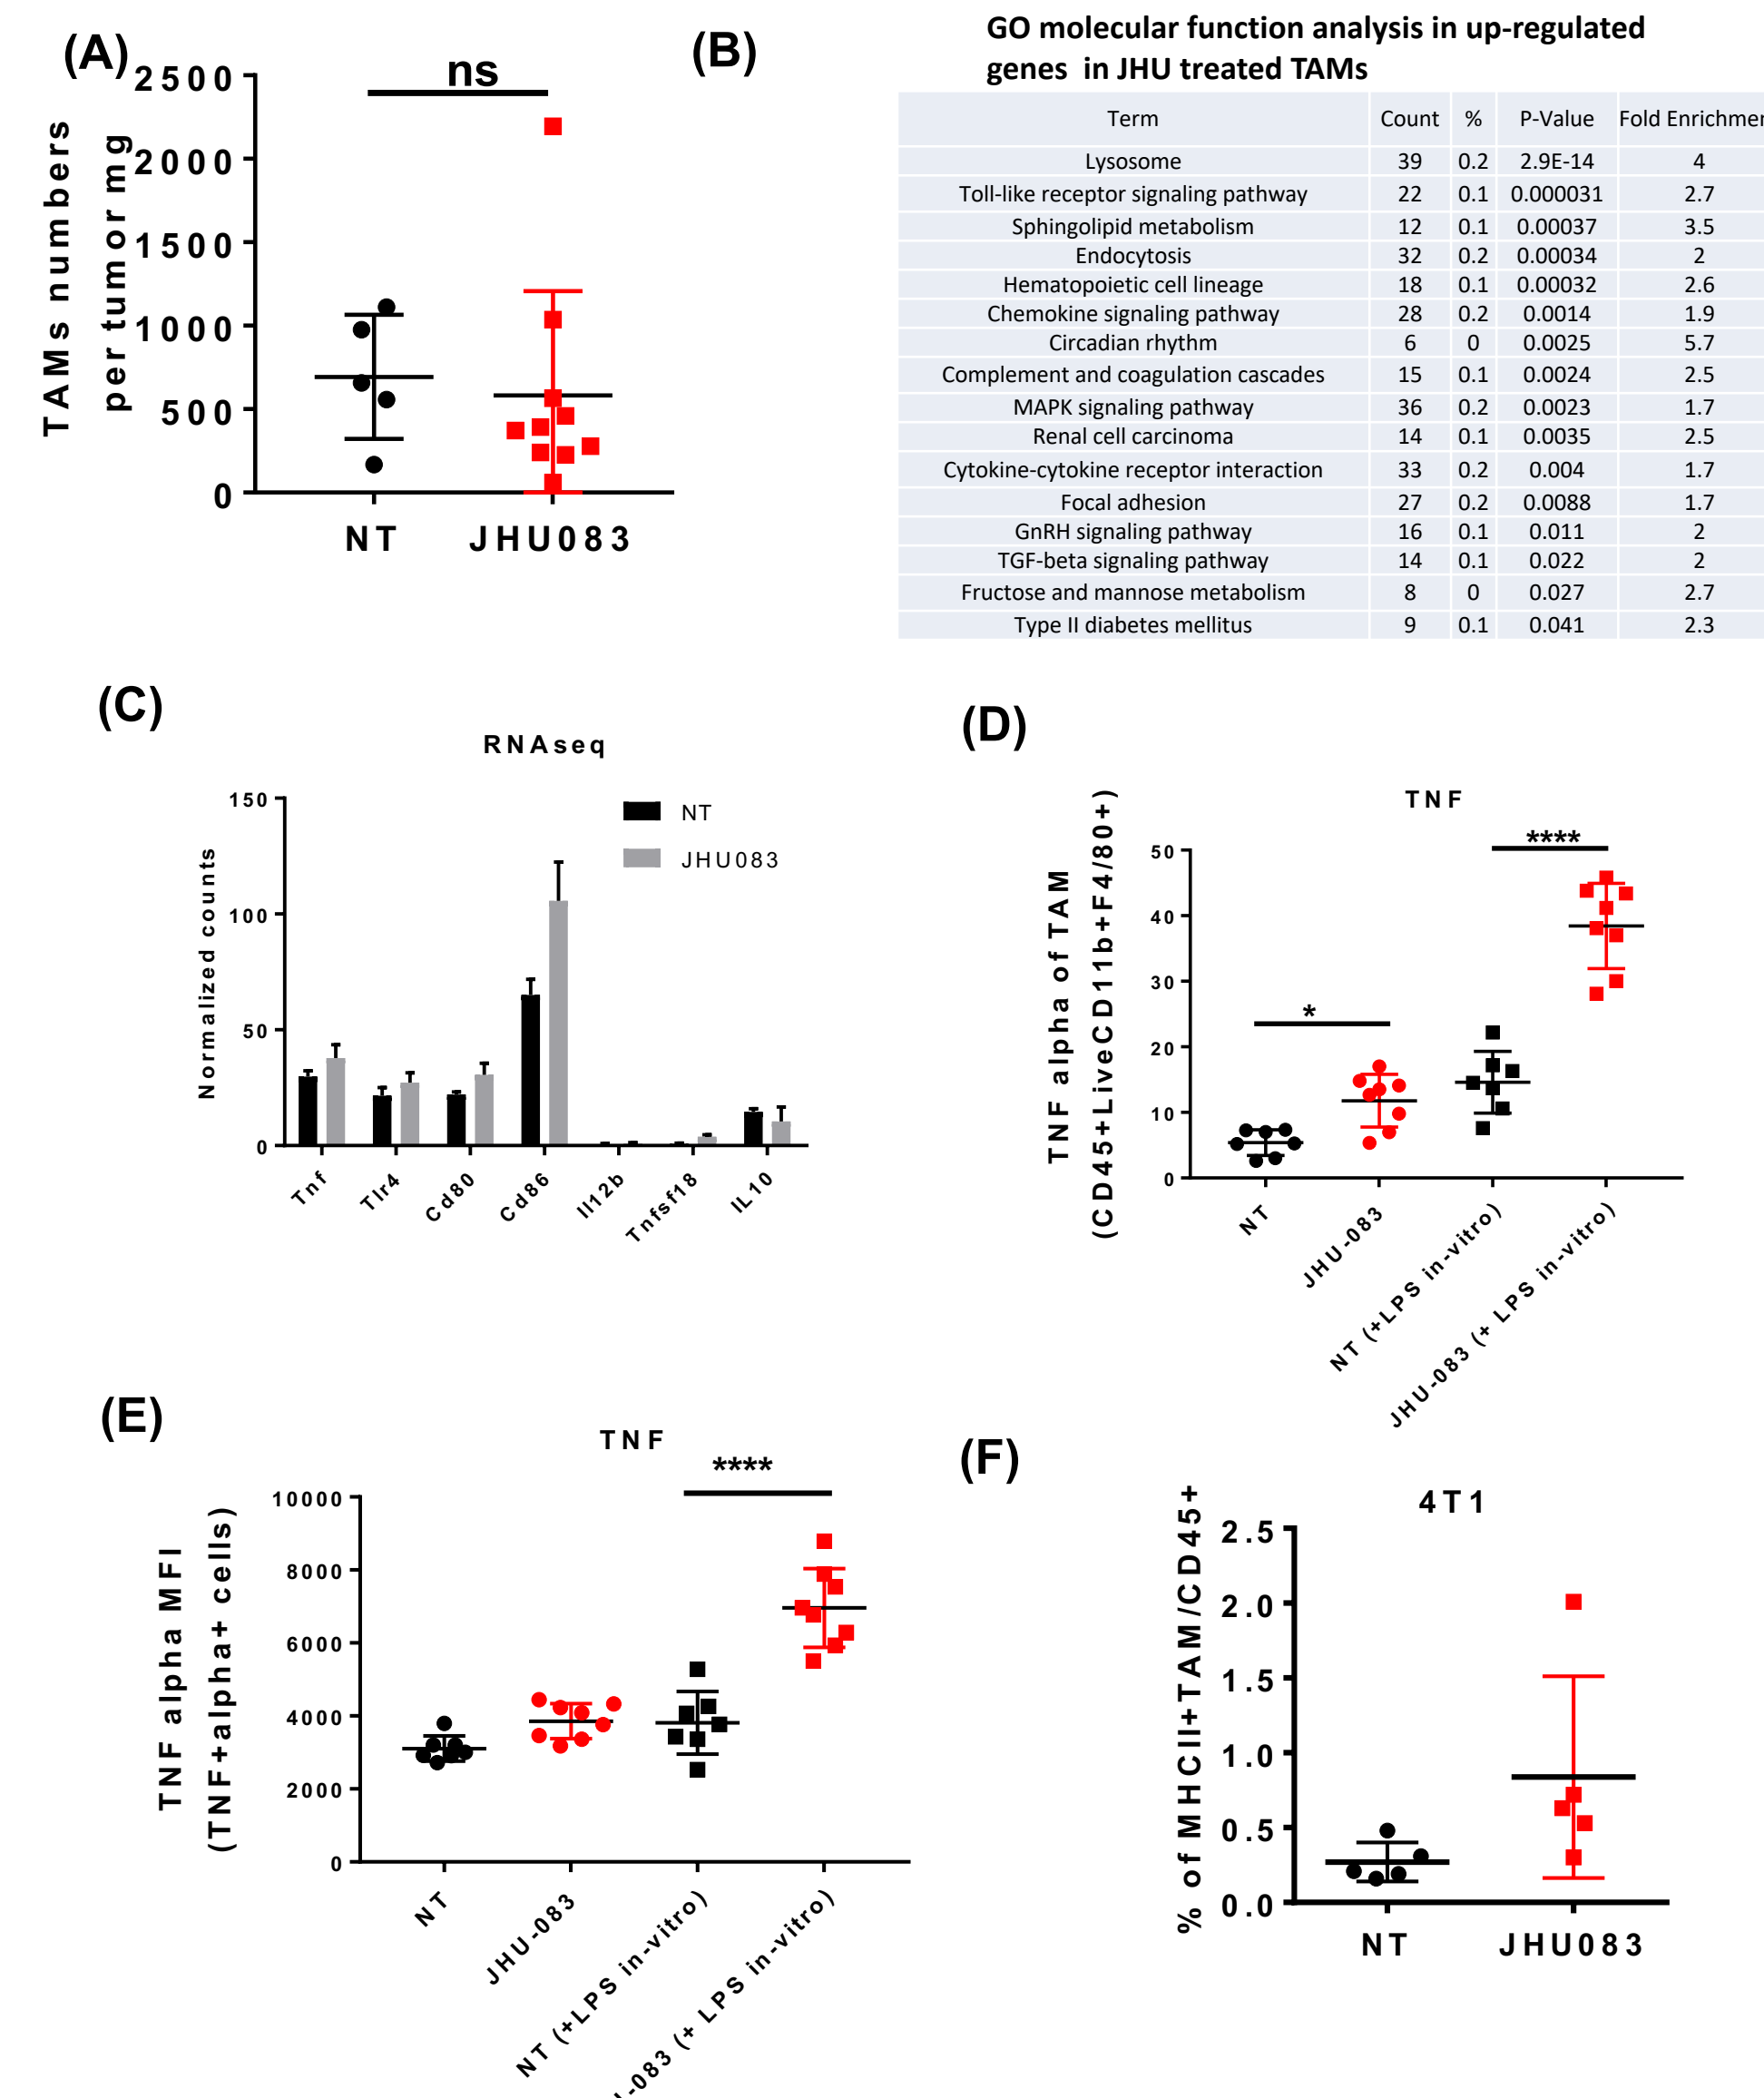 (A)
ns
2500
2000
1500
1000
500
0
TAMs numbers
per tumor mg
NT JHU083
(B)
GO molecular function analysis in up-regulated
genes in JHU treated TAMs
Term Count % P-Value Fold Enrichmen
Lysosome 39 0.2 2.9E-14 4
Toll-like receptor signaling pathway 22 0.1 0.000031 2.7
Sphingolipid metabolism 12 0.1 0.00037 3.5
Endocytosis 32 0.2 0.00034 2
Hematopoietic cell lineage 18 0.1 0.00032 2.6
Chemokine signaling pathway 28 0.2 0.0014 1.9
Circadian rhythm 6 0 0.0025 5.7
Complement and coagulation cascades 15 0.1 0.0024 2.5
MAPK signaling pathway 36 0.2 0.0023 1.7
Renal cell carcinoma 14 0.1 0.0035 2.5
Cytokine-cytokine receptor interaction 33 0.2 0.004 1.7
Focal adhesion 27 0.2 0.0088 1.7
GnRH signaling pathway 16 0.1 0.011 2
TGF-beta signaling pathway 14 0.1 0.022 2
Fructose and mannose metabolism 8 0 0.027 2.7
Type II diabetes mellitus 9 0.1 0.041 2.3
(C)
RNAseq
NT
JHU083
150
100
50
0
Normalized counts
Tnf Tlr4 Cd80 Cd86 Il12b Tnfsf18 IL10
(D)
TNF
****
*
50
40
30
20
10
0
TNF alpha of TAM
(CD45+LiveCD11b+F4/80+)
NT
JHU-083
NT (+LPS in-vitro)
JHU-083 (+ LPS in-vitro)
(E)
TNF
****
10000
8000
6000
4000
2000
0
TNF alpha MFI
(TNF+alpha+ cells)
NT
JHU-083
NT (+LPS in-vitro)
-083 (+ LPS in-vitro)
(F)
4T1
2.5
2.0
1.5
1.0
0.5
0.0
% of MHCII+TAM/CD45+
NT JHU083